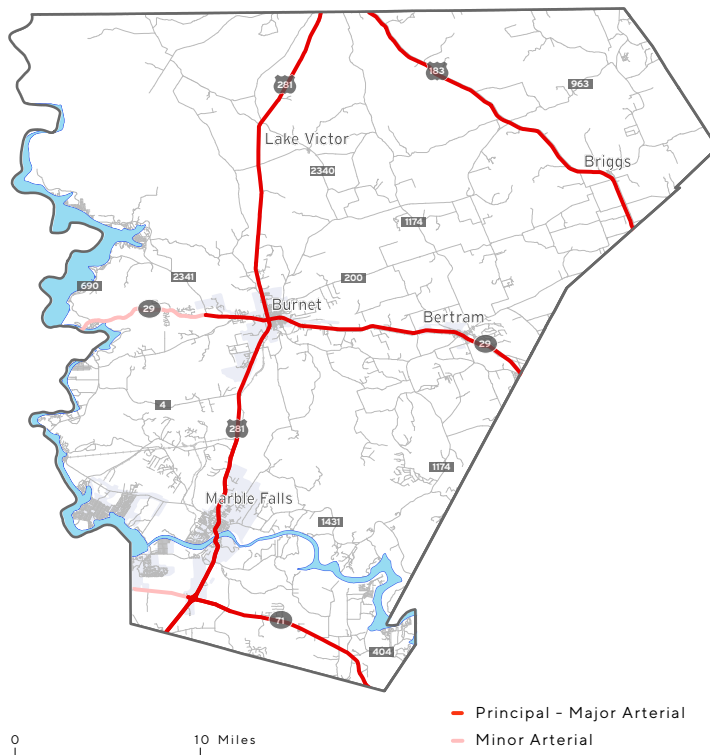 281
183
963
Lake Victor
Briggs
2340
1174
2341
200
690
29
Burnet
Bertram
29
4
281
1174
Marble Falls
1431
71
404
Principal - Major Arterial
0
10 Miles
Minor Arterial